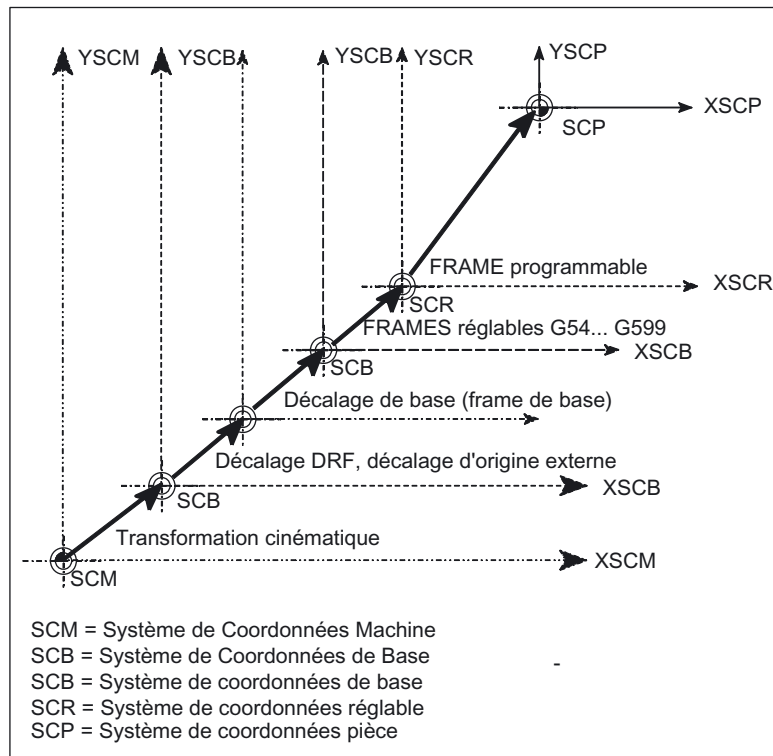 YSCM
YSCB
YSCB
YSCR
YSCP
XSCP
SCP
FRAME programmable
XSCR
SCR
FRAMES réglables G54... G599
XSCB
SCB
Décalage de base (frame de base)
Décalage DRF, décalage d'origine externe
XSCB
SCB
Transformation cinématique
XSCM
SCM
SCM = Système de Coordonnées Machine
SCB = Système de Coordonnées de Base
SCB = Système de coordonnées de base
SCR = Système de coordonnées réglable
SCP = Système de coordonnées pièce